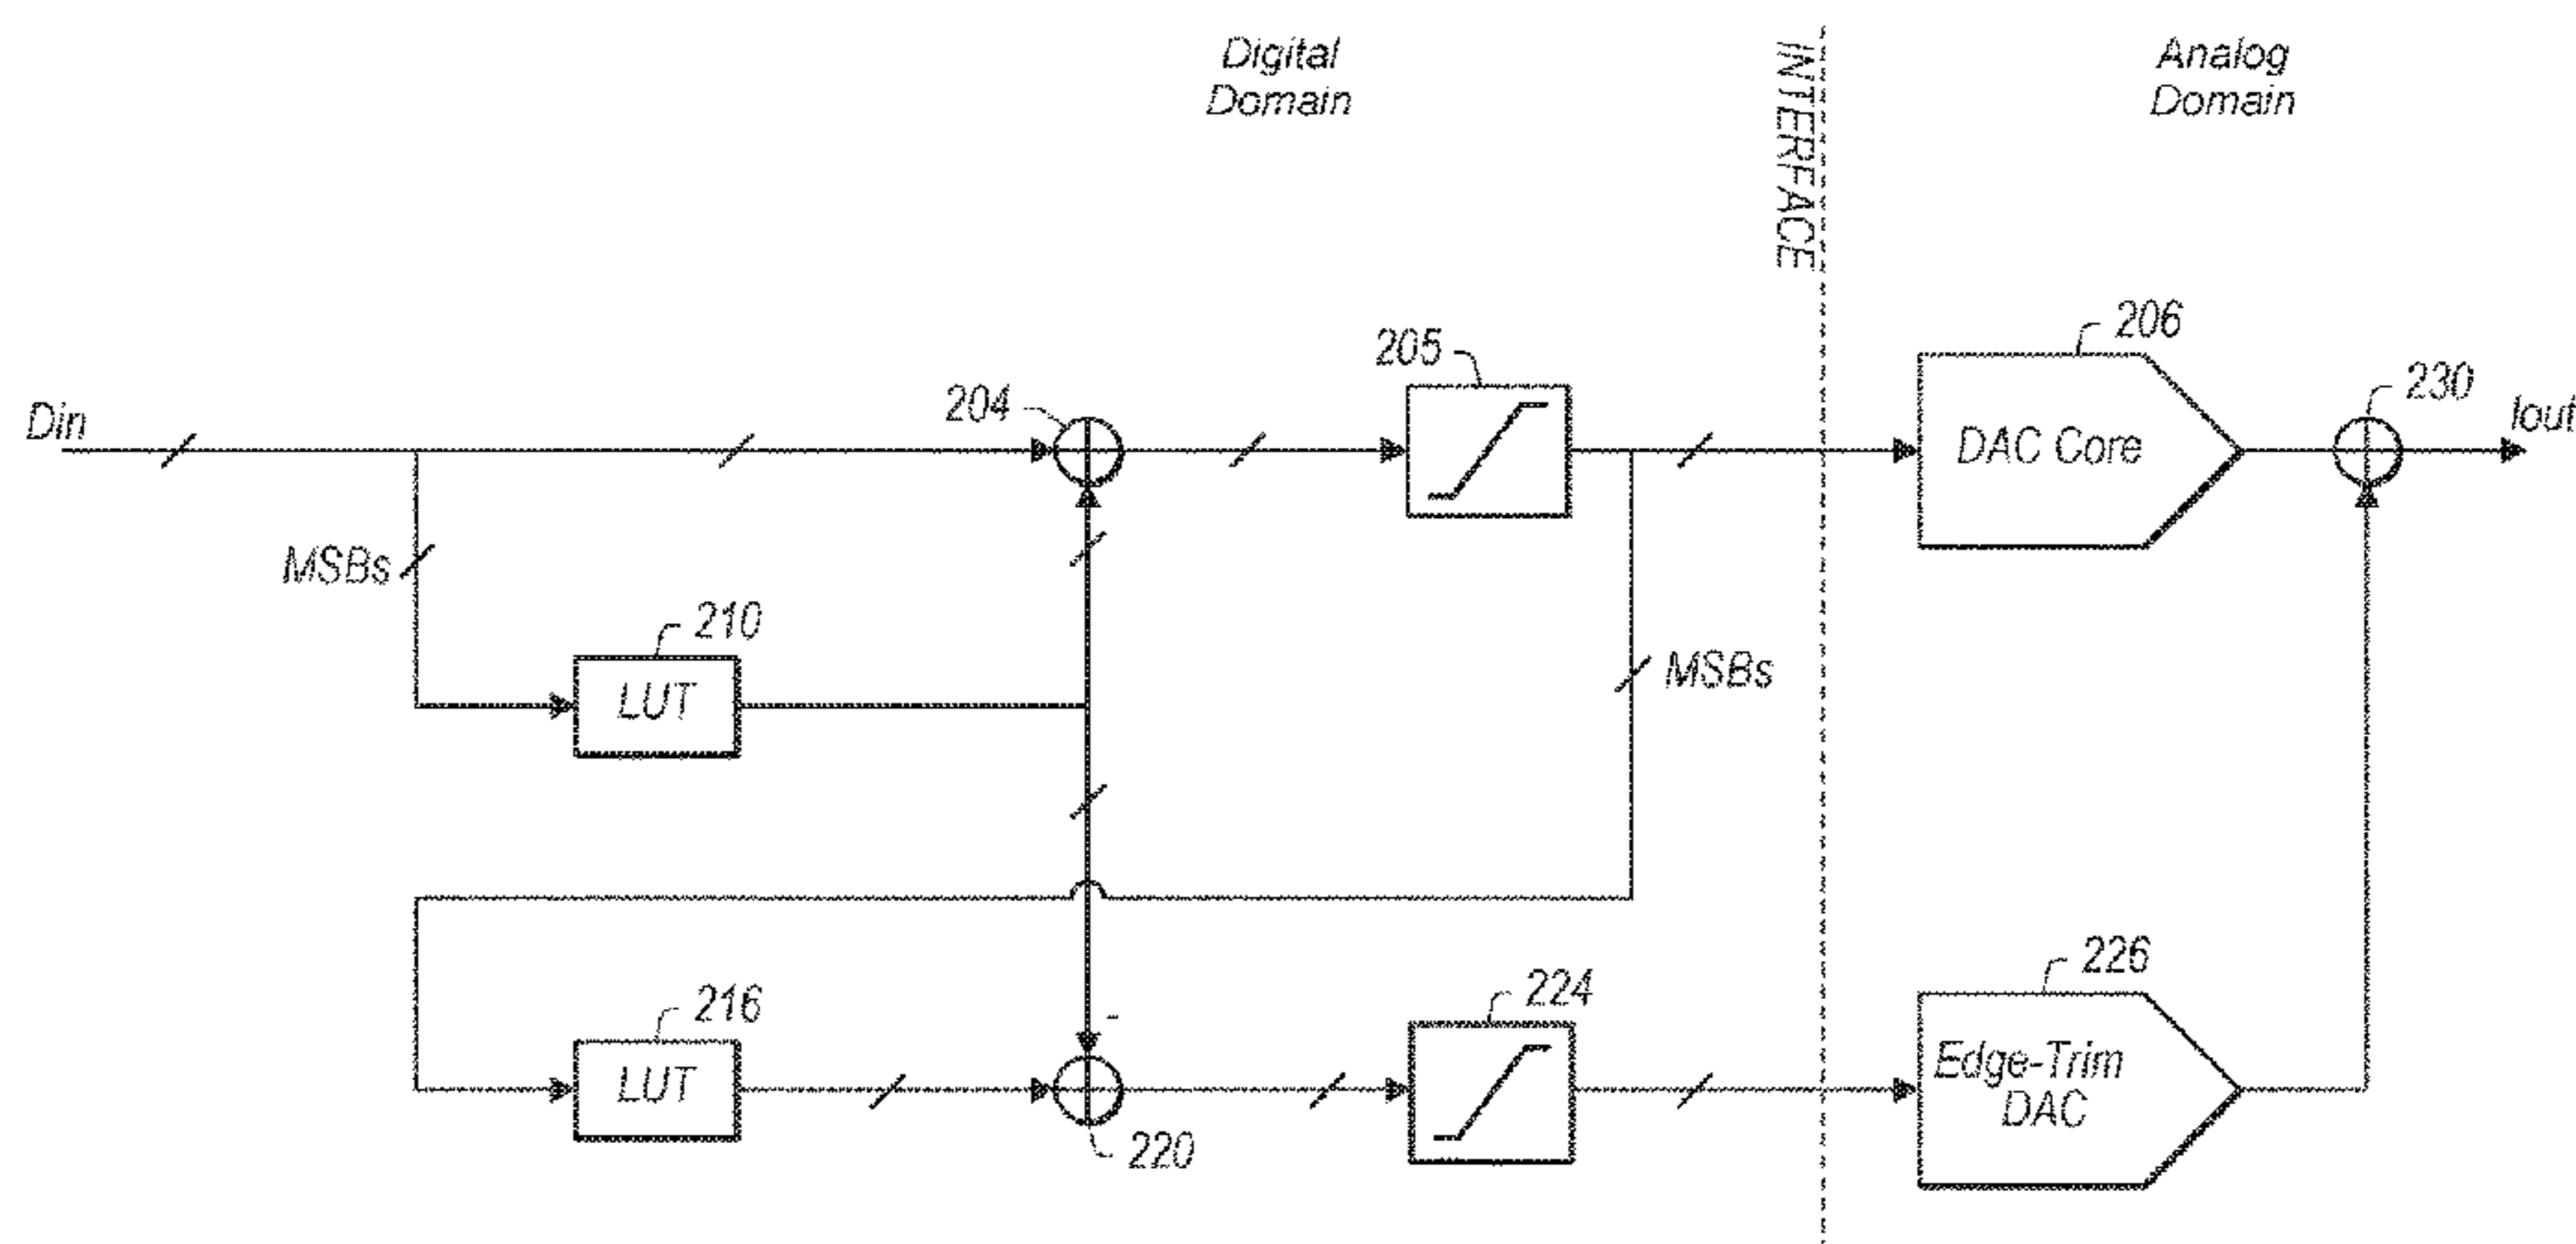 Digital
Domain
INTERFACE
Analog
Domain
206
205
230
204
Din
Iout
DAC Core
MSBs
210
MSBs
LUT
226
224
216
-
Edge-Trim
DAC
LUT
220